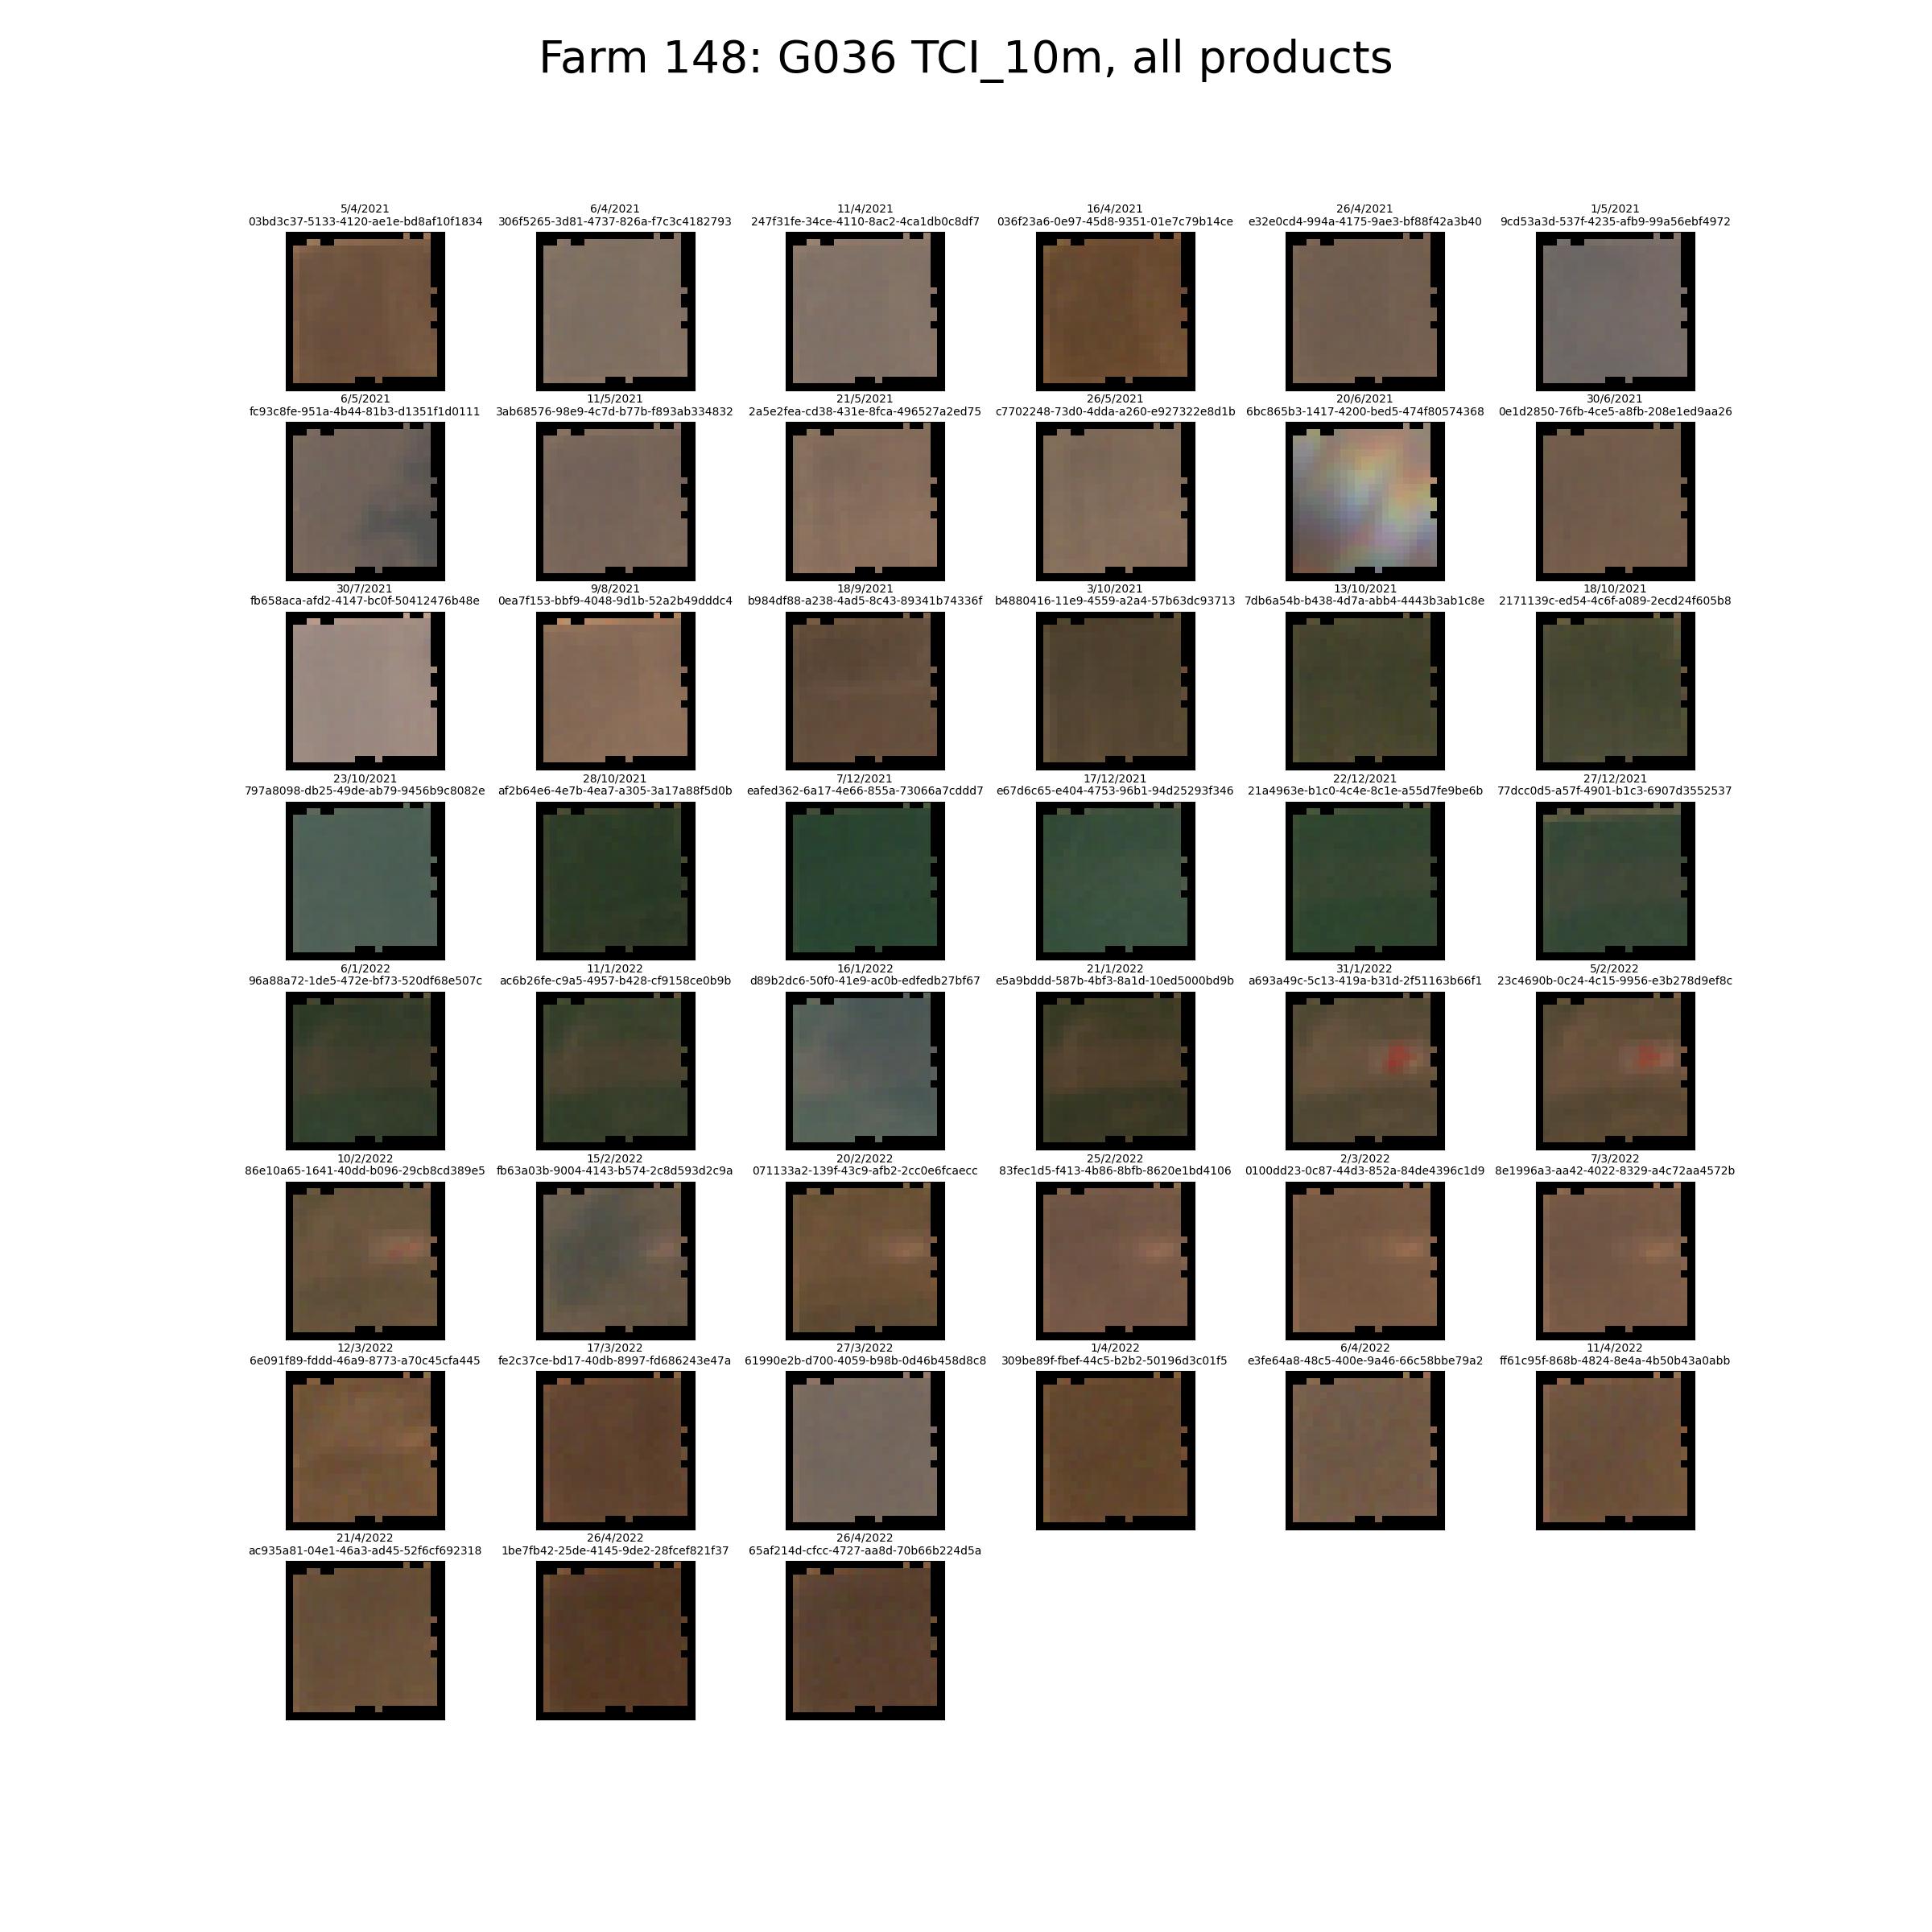 Farm 148: G036 TCI_10m, all products
5/4/2021 6/4/2021 11/4/2021 16/4/2021 26/4/2021 1/5/2021
03bd3c37-5133-4120-ae1e-bd8af10f1834 306f5265-3d81-4737-826a-f7c3c4182793 247f31fe-34ce-4110-8ac2-4ca1db0c8df7 036f23a6-0e97-45d8-9351-01e7c79b14ce e32e0cd4-994a-4175-9ae3-bf88f42a3b40 9cd53a3d-537f-4235-afb9-99a56ebf4972
6/5/2021 11/5/2021 21/5/2021 26/5/2021 20/6/2021 30/6/2021
fc93c8fe-951a-4b44-81b3-d1351f1d0111 3ab68576-98e9-4c7d-b77b-f893ab334832 2a5e2fea-cd38-431e-8fca-496527a2ed75 c7702248-73d0-4dda-a260-e927322e8d1b 6bc865b3-1417-4200-bed5-474f80574368 0e1d2850-76fb-4ce5-a8fb-208e1ed9aa26
30/7/2021 9/8/2021 18/9/2021 3/10/2021 13/10/2021 18/10/2021
fb658aca-afd2-4147-bc0f-50412476b48e 0ea7f153-bbf9-4048-9d1b-52a2b49dddc4 b984df88-a238-4ad5-8c43-89341b74336f b4880416-11e9-4559-a2a4-57b63dc93713 7db6a54b-b438-4d7a-abb4-4443b3ab1c8e 2171139c-ed54-4c6f-a089-2ecd24f605b8
23/10/2021 28/10/2021 7/12/2021 17/12/2021 22/12/2021 27/12/2021
797a8098-db25-49de-ab79-9456b9c8082e af2b64e6-4e7b-4ea7-a305-3a17a88f5d0b eafed362-6a17-4e66-855a-73066a7cddd7 e67d6c65-e404-4753-96b1-94d25293f346 21a4963e-b1c0-4c4e-8c1e-a55d7fe9be6b 77dcc0d5-a57f-4901-b1c3-6907d3552537
6/1/2022 11/1/2022 16/1/2022 21/1/2022 31/1/2022 5/2/2022
96a88a72-1de5-472e-bf73-520df68e507c ac6b26fe-c9a5-4957-b428-cf9158ce0b9b d89b2dc6-50f0-41e9-ac0b-edfedb27bf67 e5a9bddd-587b-4bf3-8a1d-10ed5000bd9b a693a49c-5c13-419a-b31d-2f51163b66f1 23c4690b-0c24-4c15-9956-e3b278d9ef8c
10/2/2022 15/2/2022 20/2/2022 25/2/2022 2/3/2022 7/3/2022
86e10a65-1641-40dd-b096-29cb8cd389e5 fb63a03b-9004-4143-b574-2c8d593d2c9a 071133a2-139f-43c9-afb2-2cc0e6fcaecc 83fec1d5-f413-4b86-8bfb-8620e1bd4106 0100dd23-0c87-44d3-852a-84de4396c1d9 8e1996a3-aa42-4022-8329-a4c72aa4572b
12/3/2022 17/3/2022 27/3/2022 1/4/2022 6/4/2022 11/4/2022
6e091f89-fddd-46a9-8773-a70c45cfa445 fe2c37ce-bd17-40db-8997-fd686243e47a 61990e2b-d700-4059-b98b-0d46b458d8c8 309be89f-fbef-44c5-b2b2-50196d3c01f5 e3fe64a8-48c5-400e-9a46-66c58bbe79a2 ff61c95f-868b-4824-8e4a-4b50b43a0abb
21/4/2022 26/4/2022 26/4/2022
ac935a81-04e1-46a3-ad45-52f6cf692318 1be7fb42-25de-4145-9de2-28fcef821f37 65af214d-cfcc-4727-aa8d-70b66b224d5a